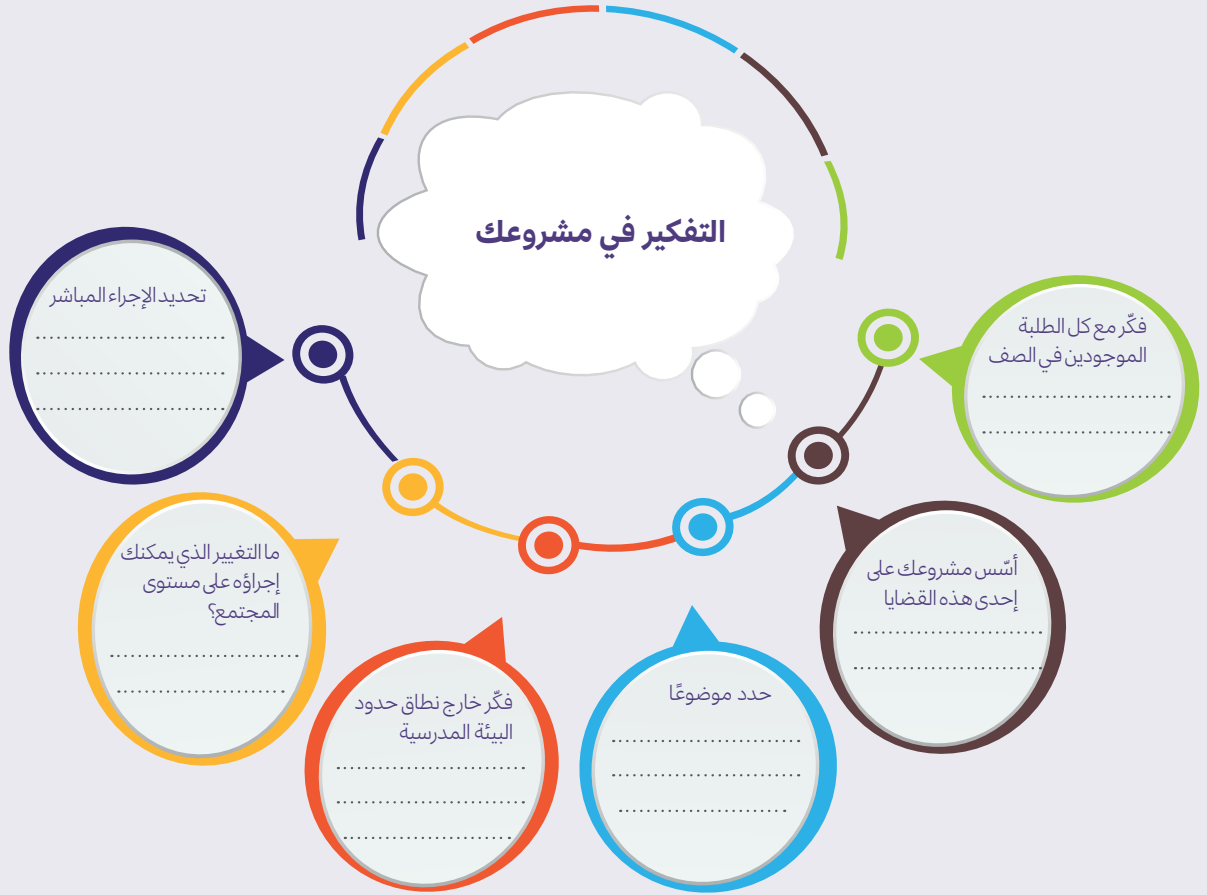 التفكير في مشروعك
فكّر مع كل الطلبة
الموجودين في الصف
أسّس مشروعك على
إحدى هذه القضايا
حدد موضوعًا
فكّر خارج نطاق حدود
البيئة المدرسية
ما التغيير الذي يمكنك
إجراؤه على مستوى
المجتمع؟
تحديد الإجراء المباشر